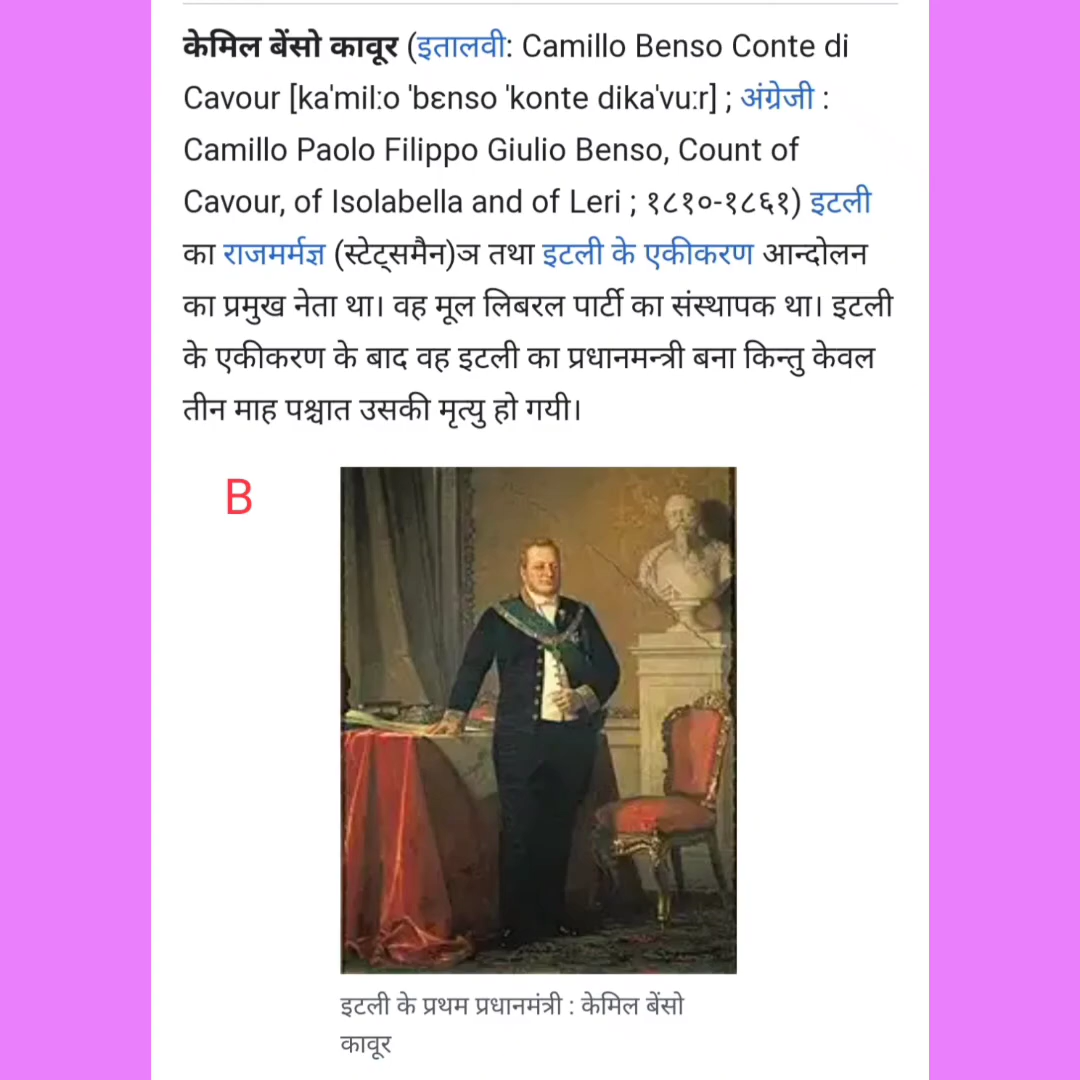 केमिल बेंसो कावूर (इतालवी: Camillo Benso Conte di
Cavour [ka'mil:o 'bɛnso 'konte dika'vu:r] ; अंग्रेजी :
Camillo Paolo Filippo Giulio Benso, Count of
Cavour, of Isolabella and of Leri ; १८१०-१८६१) इटली
का राजमर्मज्ञ (स्टेट्समैन)ञ तथा इटली के एकीकरण आन्दोलन
का प्रमुख नेता था। वह मूल लिबरल पार्टी का संस्थापक था। इटली
के एकीकरण के बाद वह इटली का प्रधानमन्त्री बना किन्तु केवल
तीन माह पश्चात उसकी मृत्यु हो गयी।
B
इटली के प्रथम प्रधानमंत्री : केमिल बेंसो
कावूर